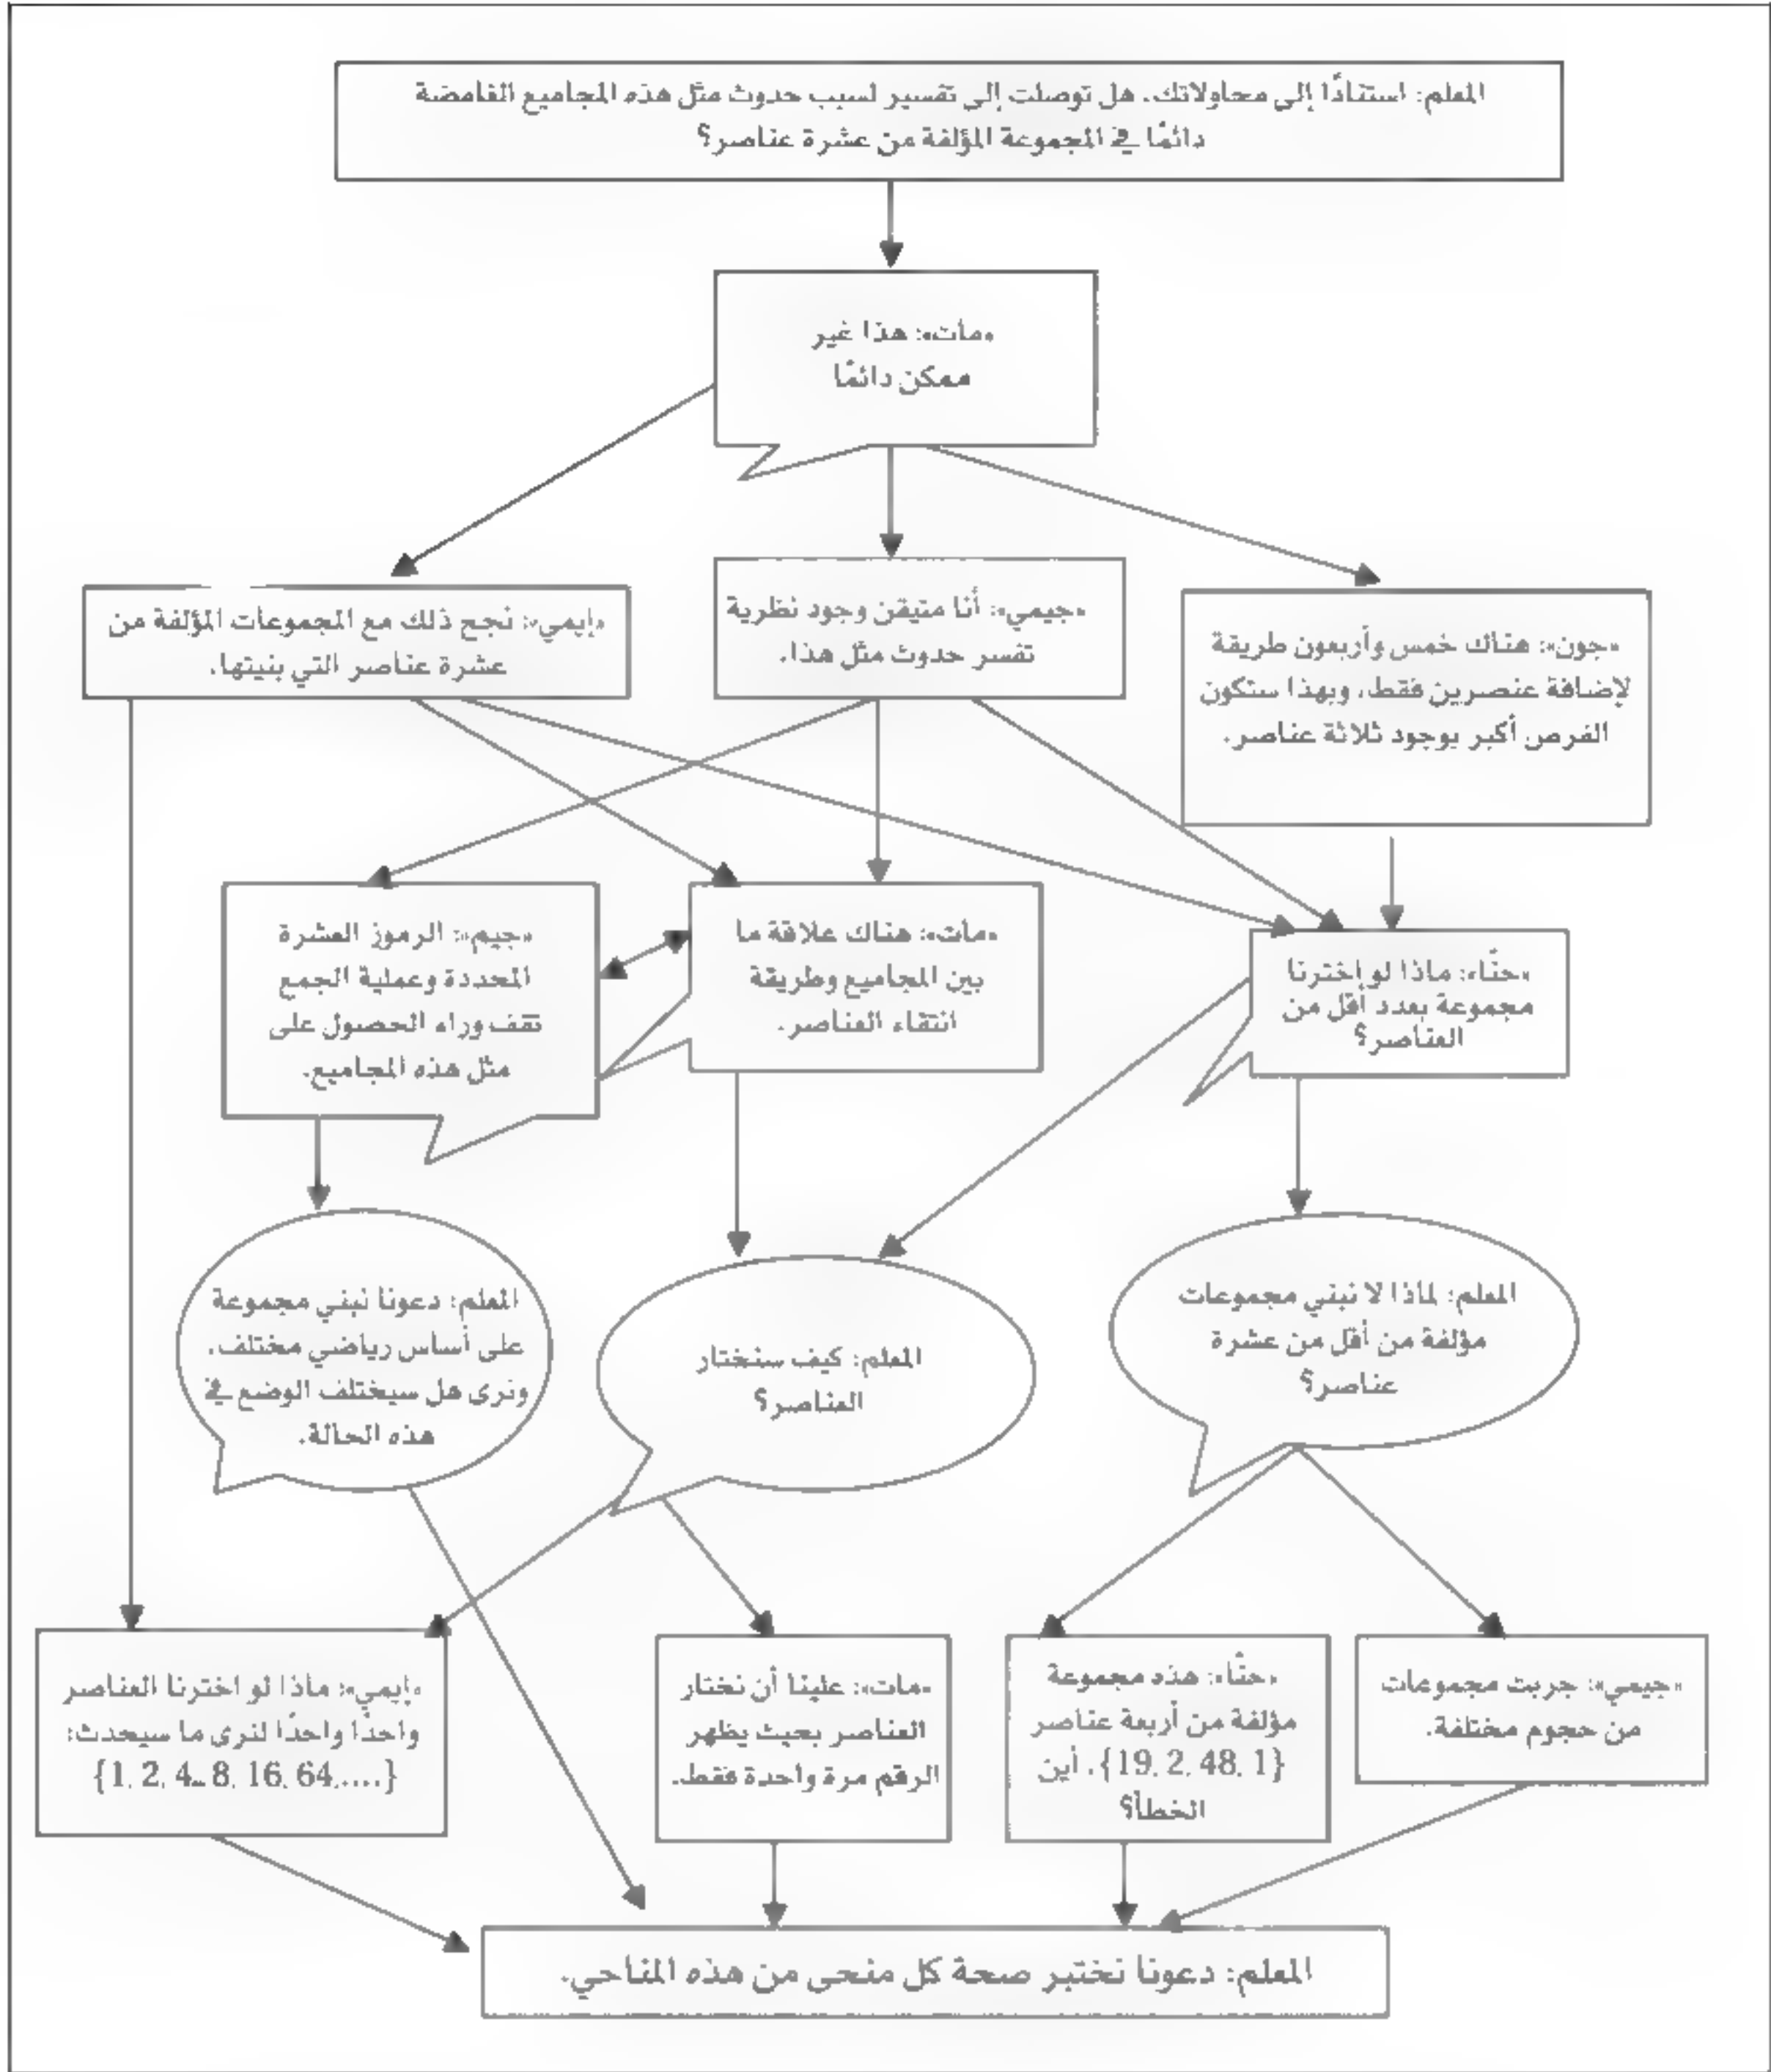 المعلم: استنادًا إلى محاولاتك، هل توصلت إلى تفسير لسبب حدوث مثل هذه المجاميع الغامضة
دائمًا في المجموعة المؤلفة من عشرة عناصر؟
«مات»: هذا غير
ممكن دائمًا
«إيمي»: نجح ذلك مع المجموعات المؤلفة من
عشرة عناصر التي بنيتها.
«جيمي»: أنا متيقن وجود نظرية
تفسر حدوث مثل هذا.
«جون»: هناك خمس وأربعون طريقة
لإضافة عنصرين فقط، وبهذا ستكون
الفرص أكبر بوجود ثلاثة عناصر.
«جيم»: الرموز العشرة
المحددة وعملية الجمع
تقف وراء الحصول على
مثل هذه المجاميع.
«مات»: هناك علاقة ما
بين المجاميع وطريقة
انتقاء العناصر.
«حنّا»: ماذا لو اخترنا
مجموعة بعدد أقل من
العناصر؟
المعلم: دعونا نبني مجموعة
على أساس رياضي مختلف،
ونرى هل سيختلف الوضع في
هذه الحالة.
المعلم: كيف سنختار
العناصر؟
المعلم: لماذا لا نبني مجموعات
مؤلفة من أقل من عشرة
عناصر؟
«إيمي»: ماذا لو اخترنا العناصر
واحدًا واحدًا لنرى ما سيحدث:
{1, 2, 4,.. 8, 16, 64,....}
«مات»: علينا أن نختار
العناصر بحيث يظهر
الرقم مرة واحدة فقط.
«حنّا»: هذه مجموعة
مؤلفة من أربعة عناصر
{19, 2, 48, 1}، أين
الخطأ؟
«جيمي»: جربت مجموعات
من حجوم مختلفة.
المعلم: دعونا نختبر صحة كل منحى من هذه المناحي.